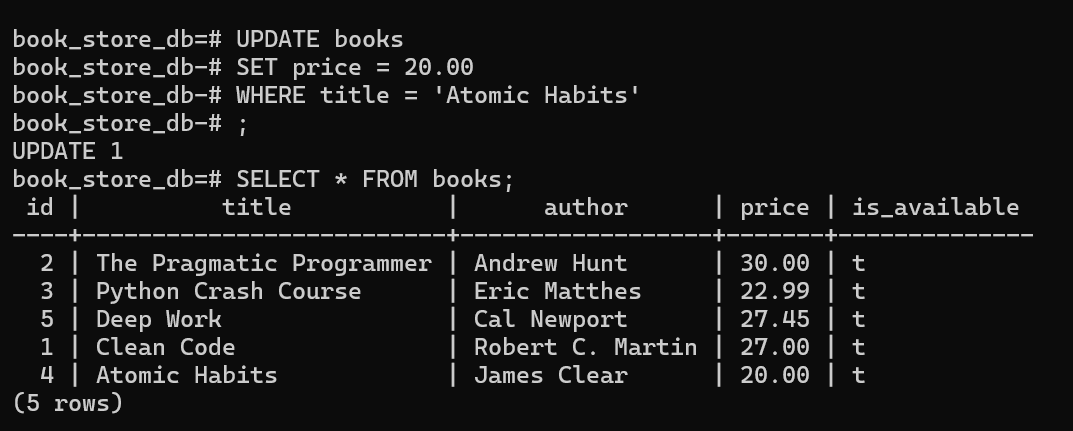 book_store_db=# UPDATE books
book_store_db-# SET price = 20.00
book_store_db-# WHERE title = 'Atomic Habits'
book_store_db-# ;
UPDATE 1
book_store_db=# SELECT * FROM books;
 id |          title           |      author      | price | is_available
----+--------------------------+------------------+-------+--------------
  2 | The Pragmatic Programmer | Andrew Hunt      | 30.00 | t
  3 | Python Crash Course      | Eric Matthes     | 22.99 | t
  5 | Deep Work                | Cal Newport      | 27.45 | t
  1 | Clean Code               | Robert C. Martin | 27.00 | t
  4 | Atomic Habits            | James Clear      | 20.00 | t
(5 rows)